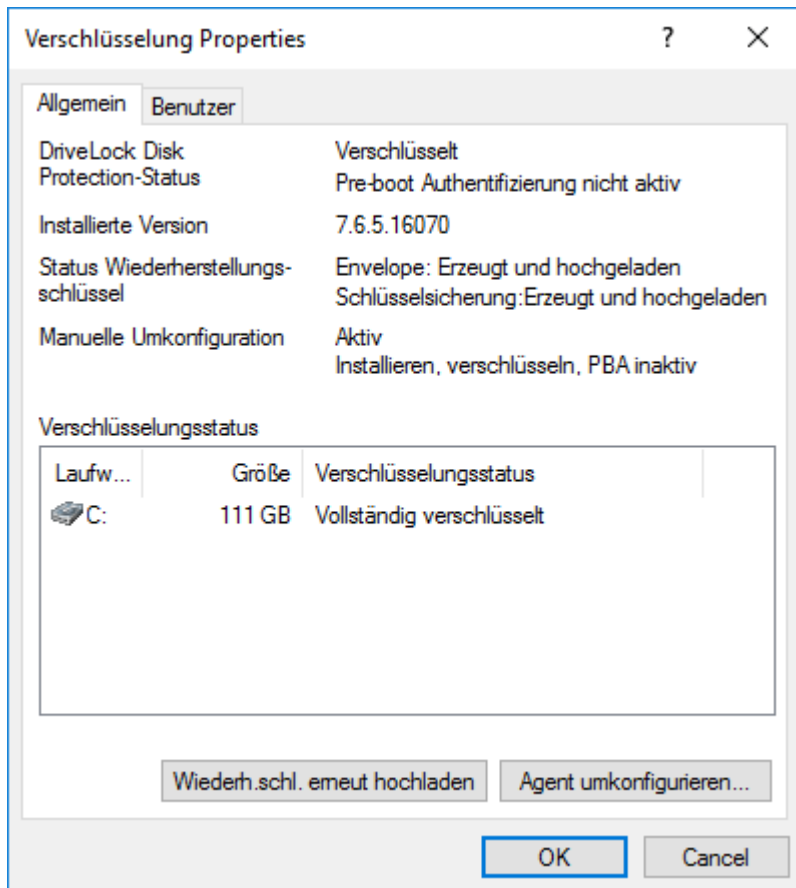 Verschlüsselung Properties
Allgemein
Benutzer
DriveLock Disk Protection-Status
Verschlüsselt
Pre-boot Authentifizierung nicht aktiv
Installierte Version
7.6.5.16070
Status Wiederherstellungs-
schlüssel
Envelope: Erzeugt und hochgeladen
Schlüsselsicherung:Erzeugt und hochgeladen
Manuelle Umkonfiguration
Aktiv
Installieren, verschlüsseln, PBA inaktiv
Verschlüsselungsstatus
Laufw... Größe Verschlüsselungsstatus
C: 111 GB Vollständig verschlüsselt
Wiederh.schl. erneut hochladen
Agent umkonfigurieren...
OK
Cancel